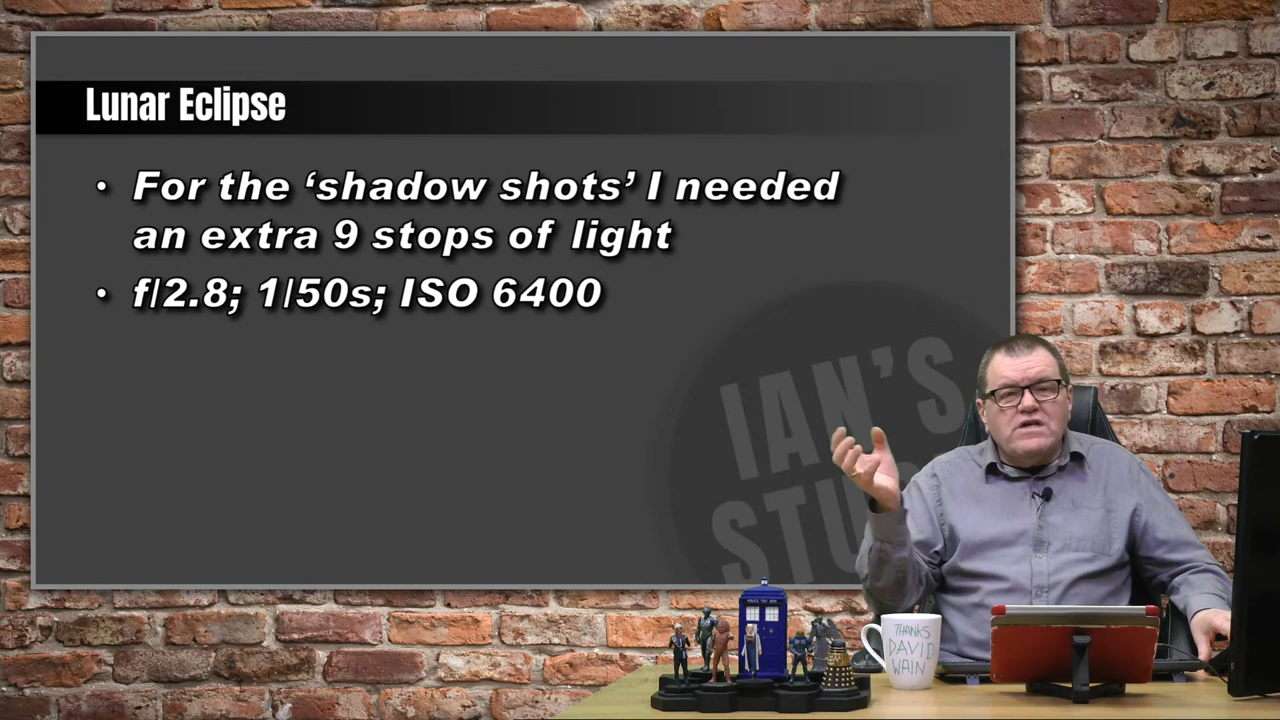 Lunar Eclipse
• For the ‘shadow shots’ I needed
an extra 9 stops of light
• f/2.8; 1/50s; ISO 6400
IAN’S
STU
THANKS
DAVID
WAIN